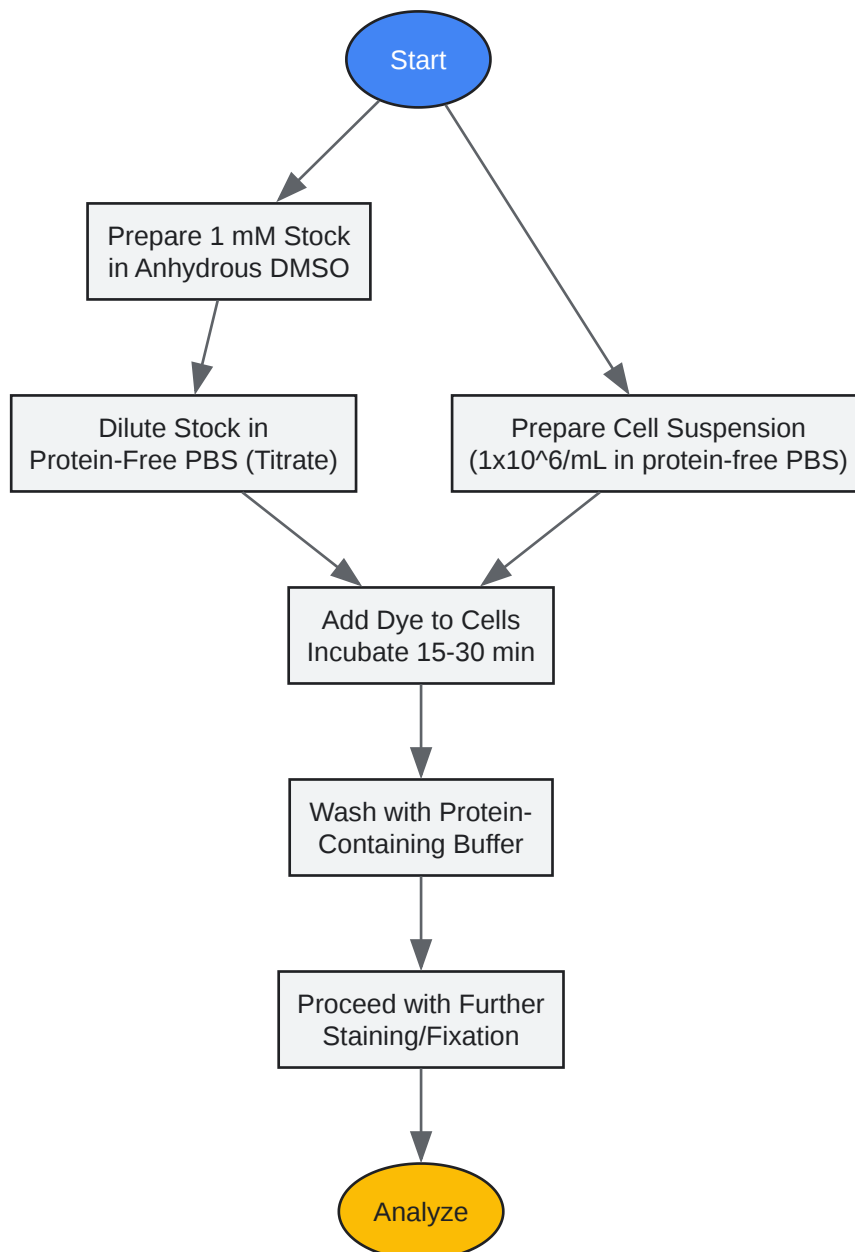 Start
Prepare 1 mM Stock
in Anhydrous DMSO
Dilute Stock in
Protein-Free PBS (Titrate)
Prepare Cell Suspension
(1x10^6/mL in protein-free PBS)
Add Dye to Cells
Incubate 15-30 min
Wash with Protein-
Containing Buffer
Proceed with Further
Staining/Fixation
Analyze